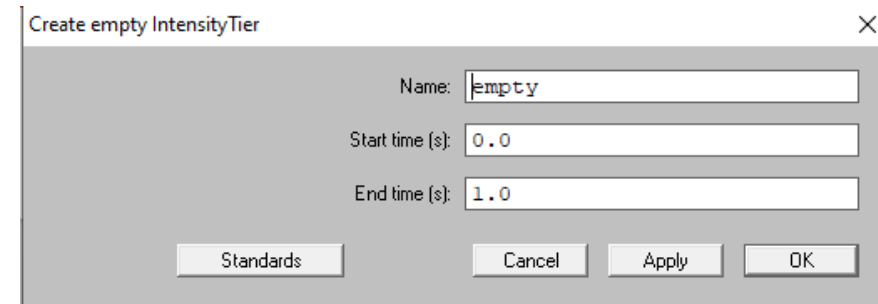 Create empty IntensityTier
Name: empty
Start time (s): 0.0
End time (s): 1.0
Standards Cancel Apply OK